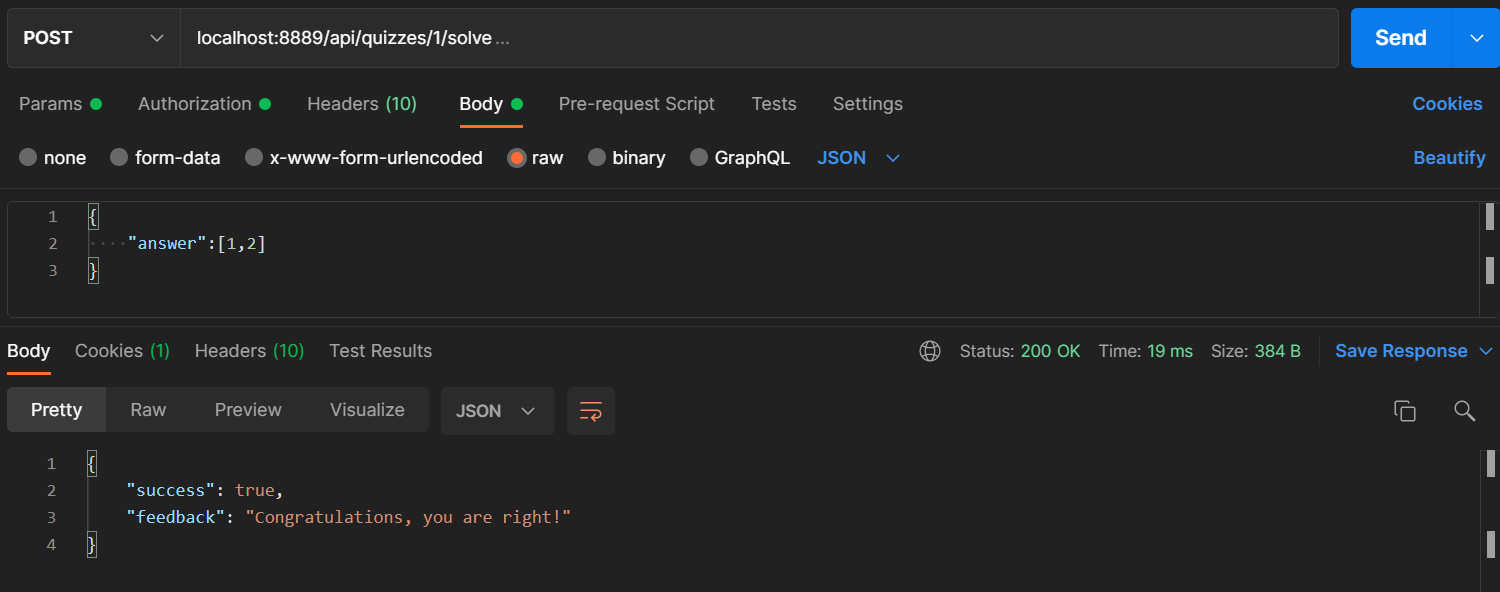 POST localhost:8889/api/quizzes/1/solve ... Send
Params Authorization Headers (10) Body Pre-request Script Tests Settings Cookies
none form-data x-www-form-urlencoded raw binary GraphQL JSON Beautify
1 {
2 ····"answer":[1,2]
3 }
Body Cookies (1) Headers (10) Test Results Status: 200 OK Time: 19 ms Size: 384 B Save Response
Pretty Raw Preview Visualize JSON
1 {
2 "success": true,
3 "feedback": "Congratulations, you are right!"
4 }